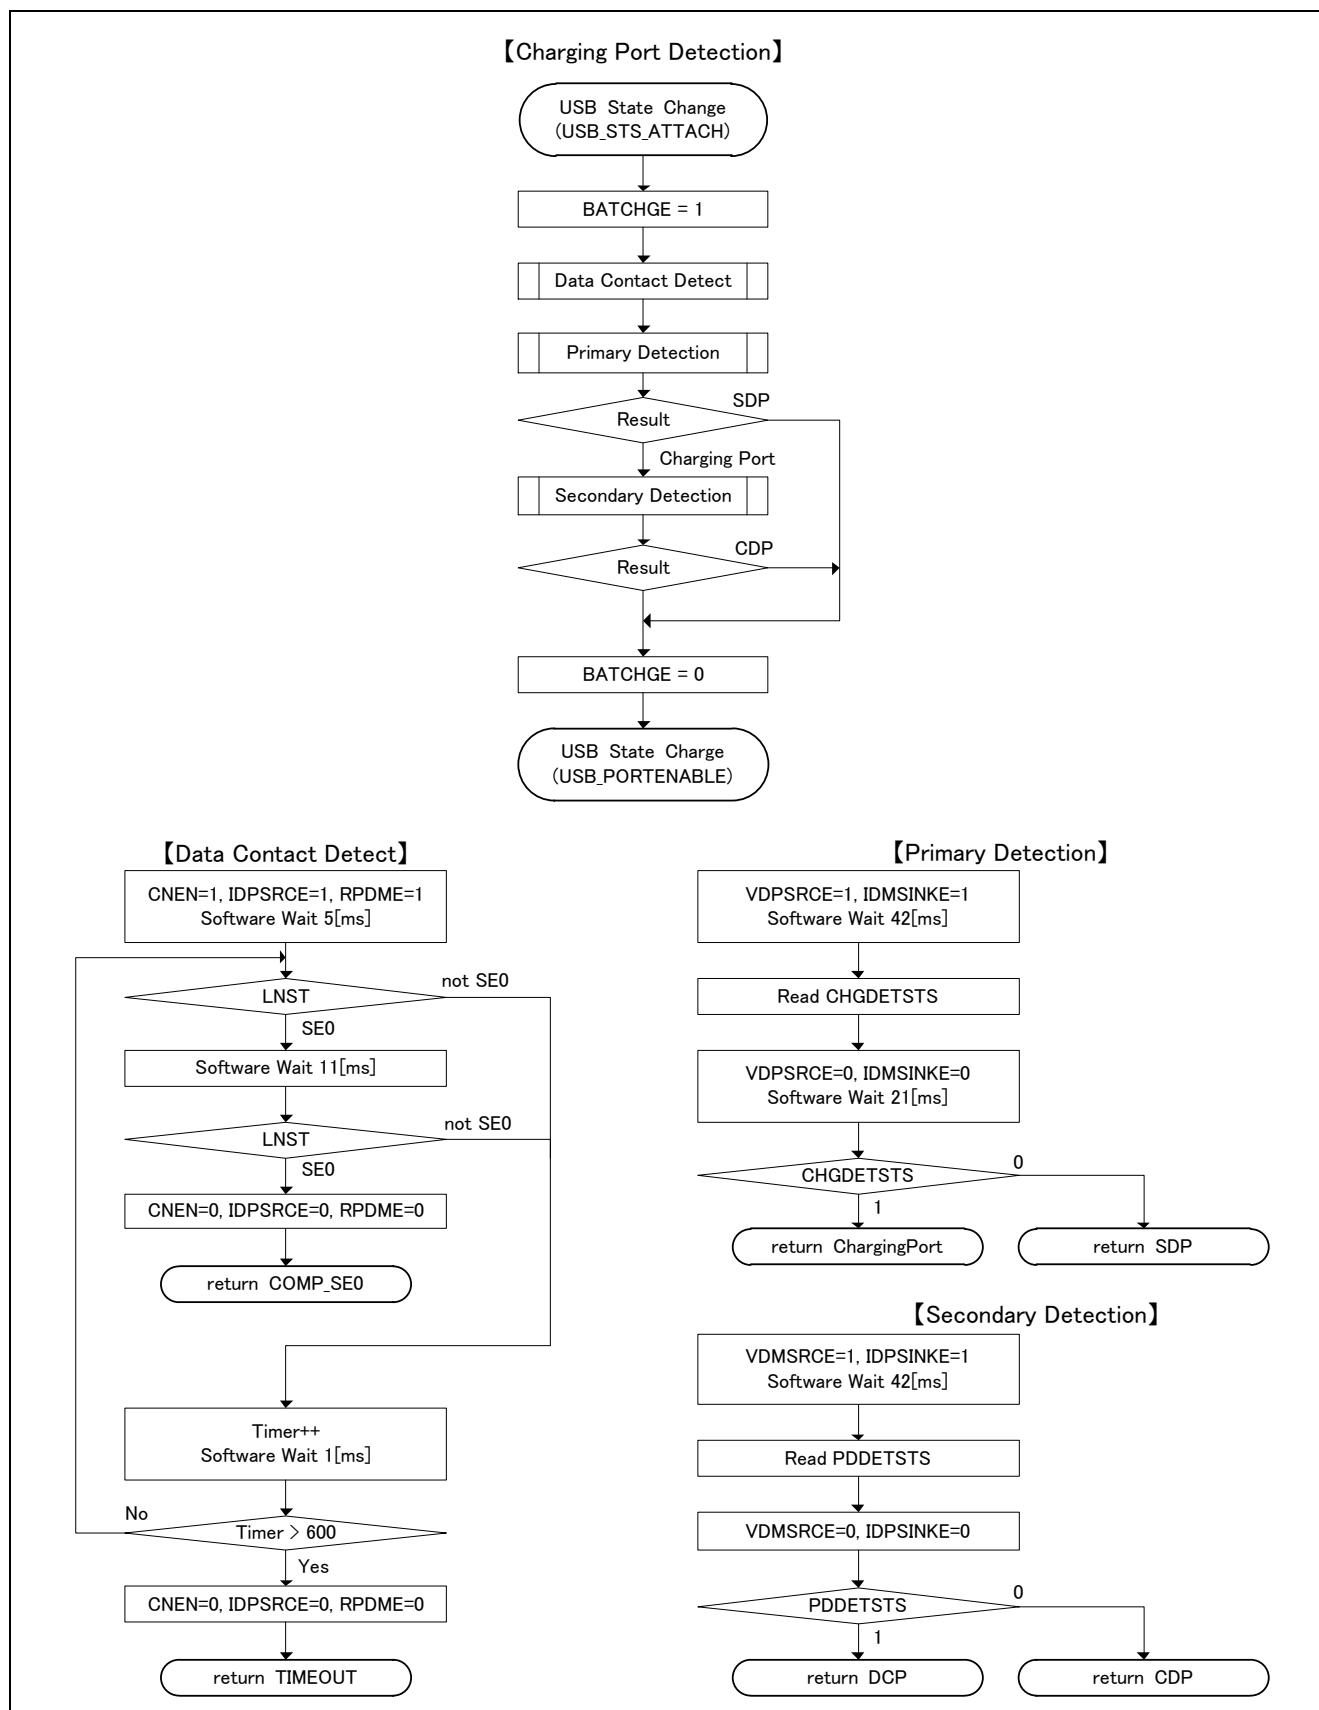 【Charging Port Detection】
USB State Change
(USB_STS_ATTACH)
BATCHGE = 1
Data Contact Detect
Primary Detection
SDP
Result
Charging Port
Secondary Detection
CDP
Result
BATCHGE = 0
USB State Charge
(USB_PORTENABLE)
【Data Contact Detect】
CNEN=1, IDPSRCE=1, RPDME=1
Software Wait 5[ms]
not SE0
LNST
SE0
Software Wait 11[ms]
not SE0
LNST
SE0
CNEN=0, IDPSRCE=0, RPDME=0
return COMP_SE0
Timer++
Software Wait 1[ms]
No
Timer > 600
Yes
CNEN=0, IDPSRCE=0, RPDME=0
return TIMEOUT
【Primary Detection】
VDPSRCE=1, IDMSINKE=1
Software Wait 42[ms]
Read CHGDETSTS
VDPSRCE=0, IDMSINKE=0
Software Wait 21[ms]
0
CHGDETSTS
1
return ChargingPort
return SDP
【Secondary Detection】
VDMSRCE=1, IDPSINKE=1
Software Wait 42[ms]
Read PDDETSTS
VDMSRCE=0, IDPSINKE=0
0
PDDETSTS
1
return DCP
return CDP